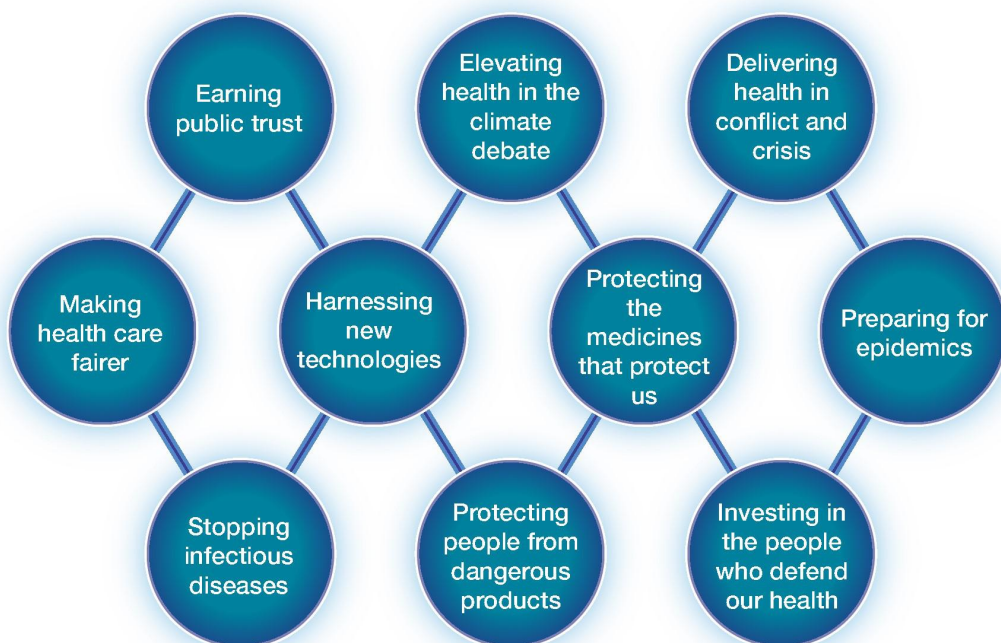 Earning
public trust
Elevating
health in the
climate
debate
Delivering
health in
conflict and
crisis
Making
health care
fairer
Harnessing
new
technologies
Protecting
the
medicines
that protect
us
Preparing for
epidemics
Stopping
infectious
diseases
Protecting
people from
dangerous
products
Investing in
the people
who defend
our health